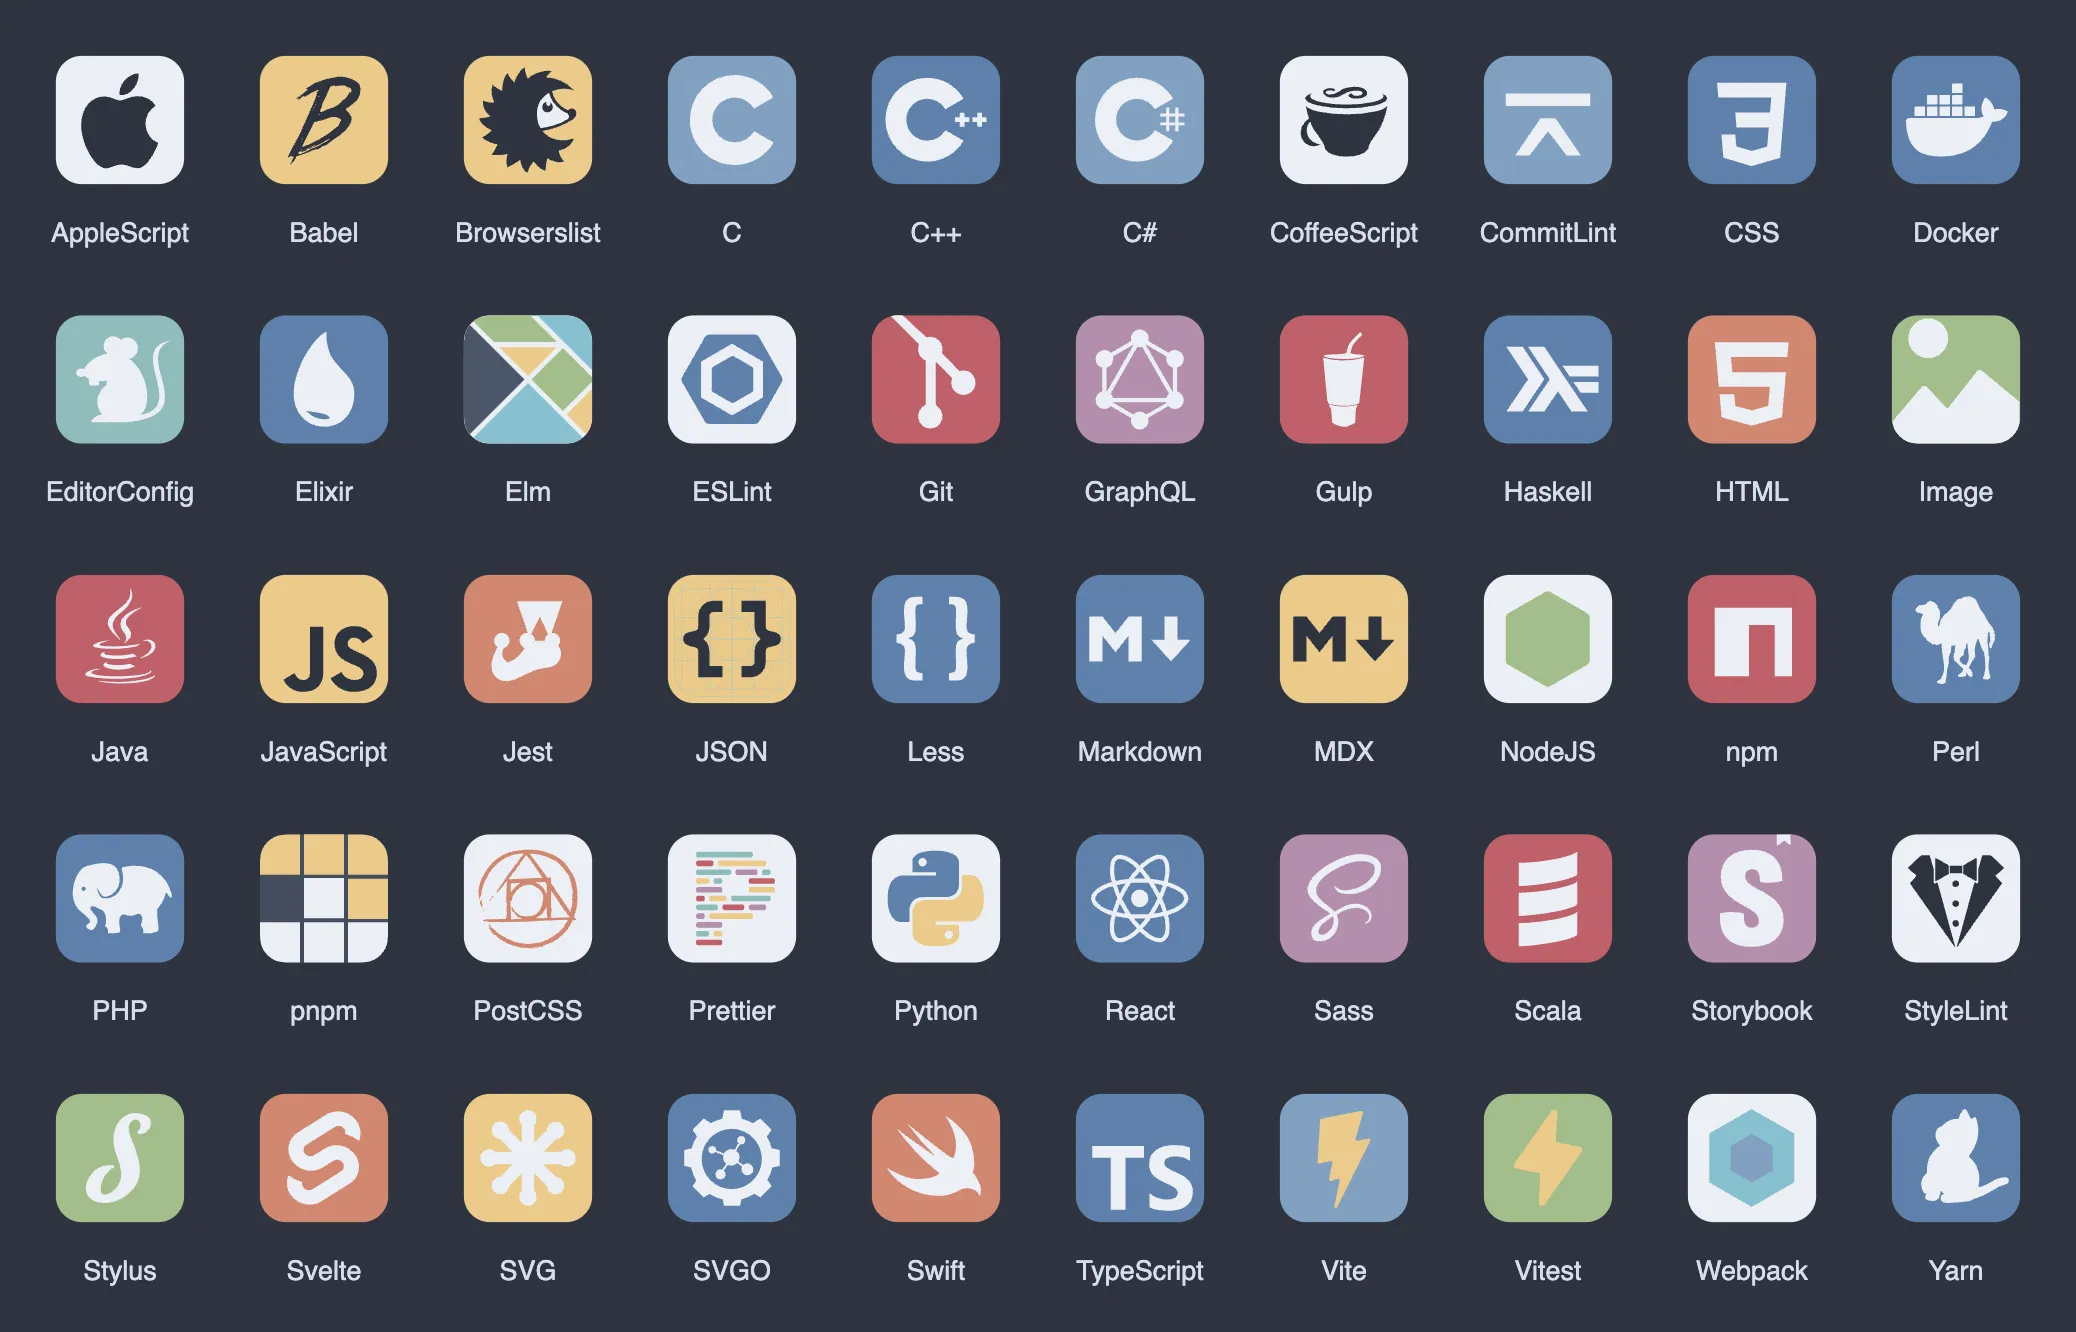 AppleScript
Babel
Browserslist
C
C++
C#
CoffeeScript
CommitLint
CSS
Docker
EditorConfig
Elixir
Elm
ESLint
Git
GraphQL
Gulp
Haskell
HTML
Image
JS
M
M
Java
JavaScript
Jest
JSON
Less
Markdown
MDX
NodeJS
npm
Perl
PHP
pnpm
PostCSS
Prettier
Python
React
Sass
Scala
Storybook
StyleLint
TS
Stylus
Svelte
SVG
SVGO
Swift
TypeScript
Vite
Vitest
Webpack
Yarn